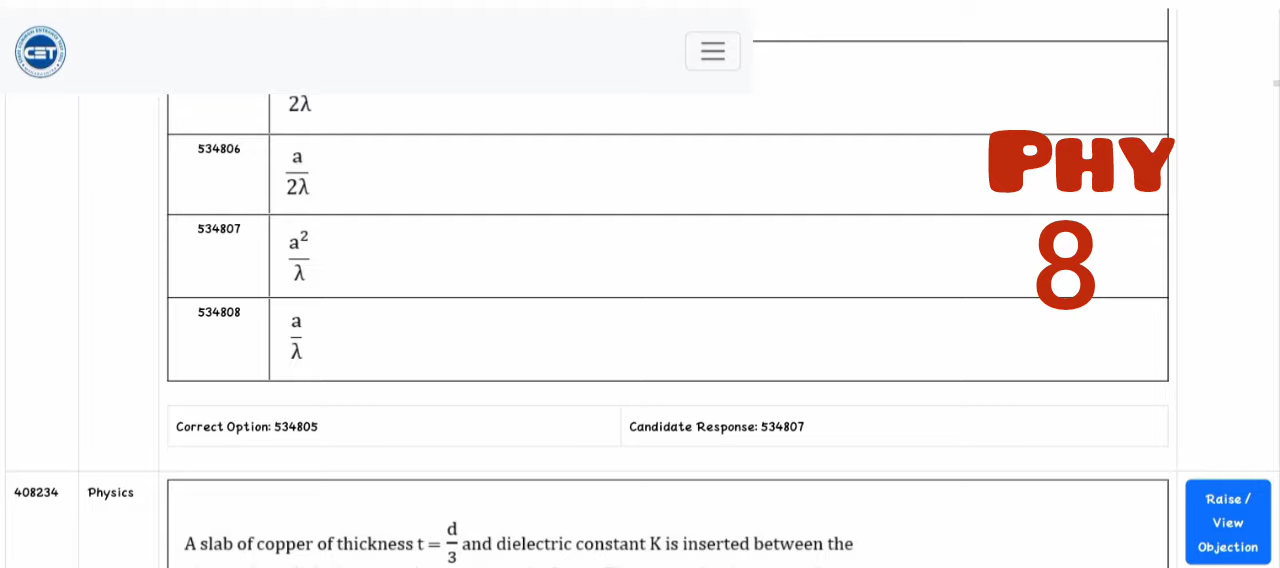 CET
2λ
534806
a
2λ
PHY
534807
a²
λ
8
534808
a
λ
Correct Option: 534805
Candidate Response: 534807
408234
Physics
Raise /
View
Objection
A slab of copper of thickness t = d/3 and dielectric constant K is inserted between the